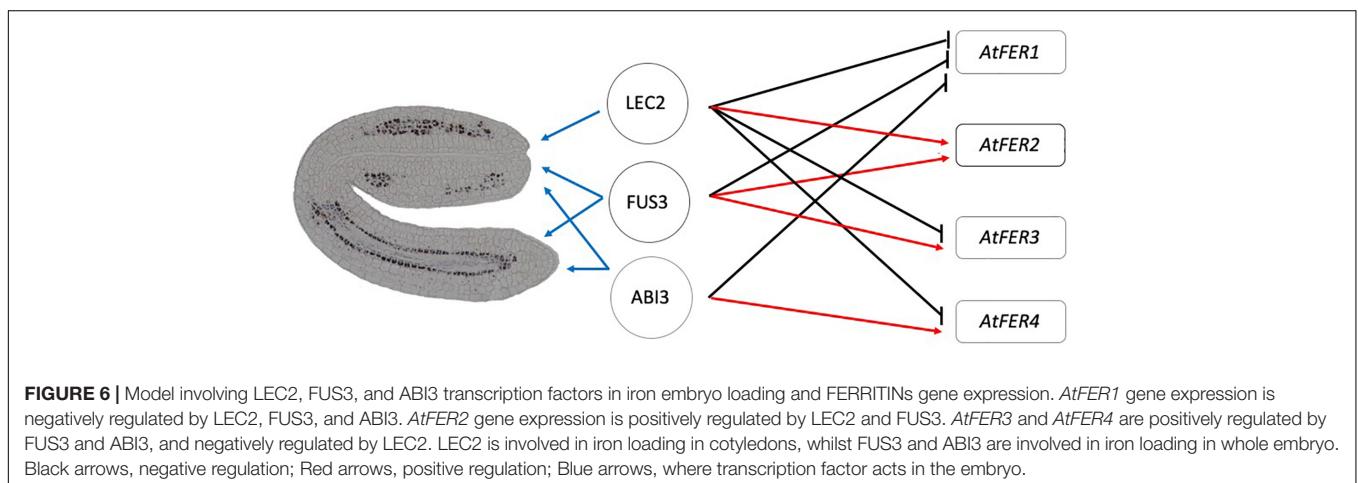 LEC2
FUS3
ABI3
AtFER1
AtFER2
AtFER3
AtFER4
FIGURE 6 | Model involving LEC2, FUS3, and ABI3 transcription factors in iron embryo loading and FERRITINs gene expression. AtFER1 gene expression is
negatively regulated by LEC2, FUS3, and ABI3. AtFER2 gene expression is positively regulated by LEC2 and FUS3. AtFER3 and AtFER4 are positively regulated by
FUS3 and ABI3, and negatively regulated by LEC2. LEC2 is involved in iron loading in cotyledons, whilst FUS3 and ABI3 are involved in iron loading in whole embryo.
Black arrows, negative regulation; Red arrows, positive regulation; Blue arrows, where transcription factor acts in the embryo.